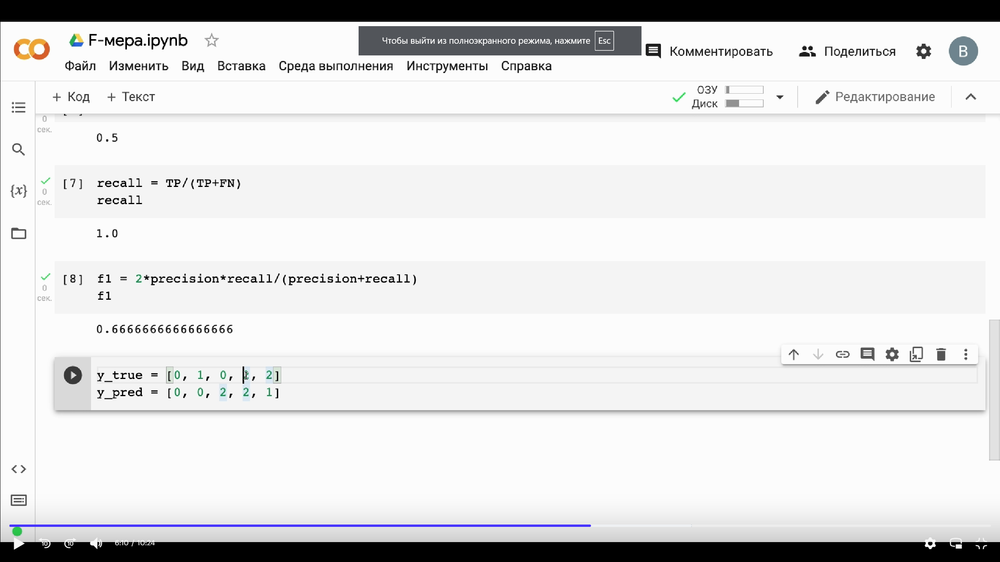 F-мера.ipynb
Чтобы выйти из полноэкранного режима, нажмите Esc
Комментировать
Поделиться
B
Файл Изменить Вид Вставка Среда выполнения Инструменты Справка
+ Код + Текст
ОЗУ
Диск
Редактирование
0
сек.
0.5
[7] recall = TP/(TP+FN)
0
сек.
recall
1.0
[8] f1 = 2*precision*recall/(precision+recall)
0
сек.
f1
0.6666666666666666
y_true = [0, 1, 0, 2, 2]
y_pred = [0, 0, 2, 2, 1]
{x}
10 10 6:10 / 10:24